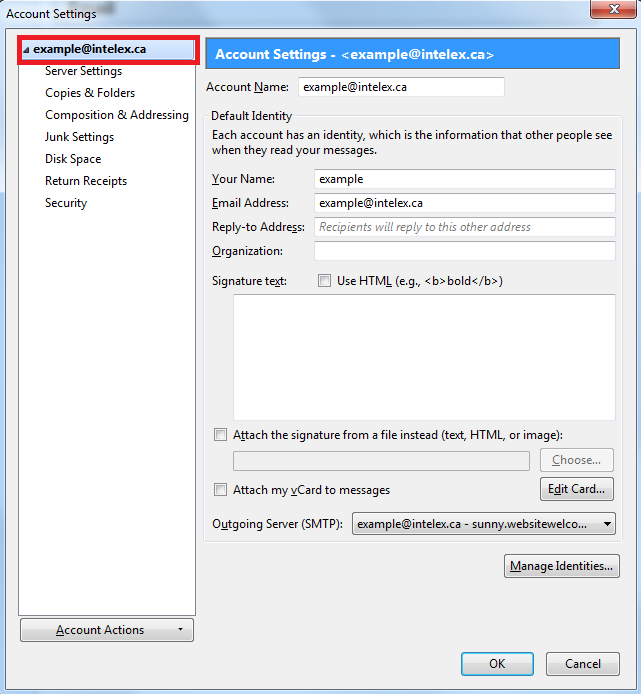 Account Settings
example@intelex.ca
Server Settings
Copies & Folders
Composition & Addressing
Junk Settings
Disk Space
Return Receipts
Security
Account Actions
Account Settings - <example@intelex.ca>
Account Name: example@intelex.ca
Default Identity
Each account has an identity, which is the information that other people see
when they read your messages.
Your Name: example
Email Address: example@intelex.ca
Reply-to Address: Recipients will reply to this other address
Organization:
Signature text: Use HTML (e.g., <b>bold</b>)
Attach the signature from a file instead (text, HTML, or image):
Choose...
Attach my vCard to messages
Edit Card...
Outgoing Server (SMTP): example@intelex.ca - sunny.websitewelco...
Manage Identities...
OK Cancel